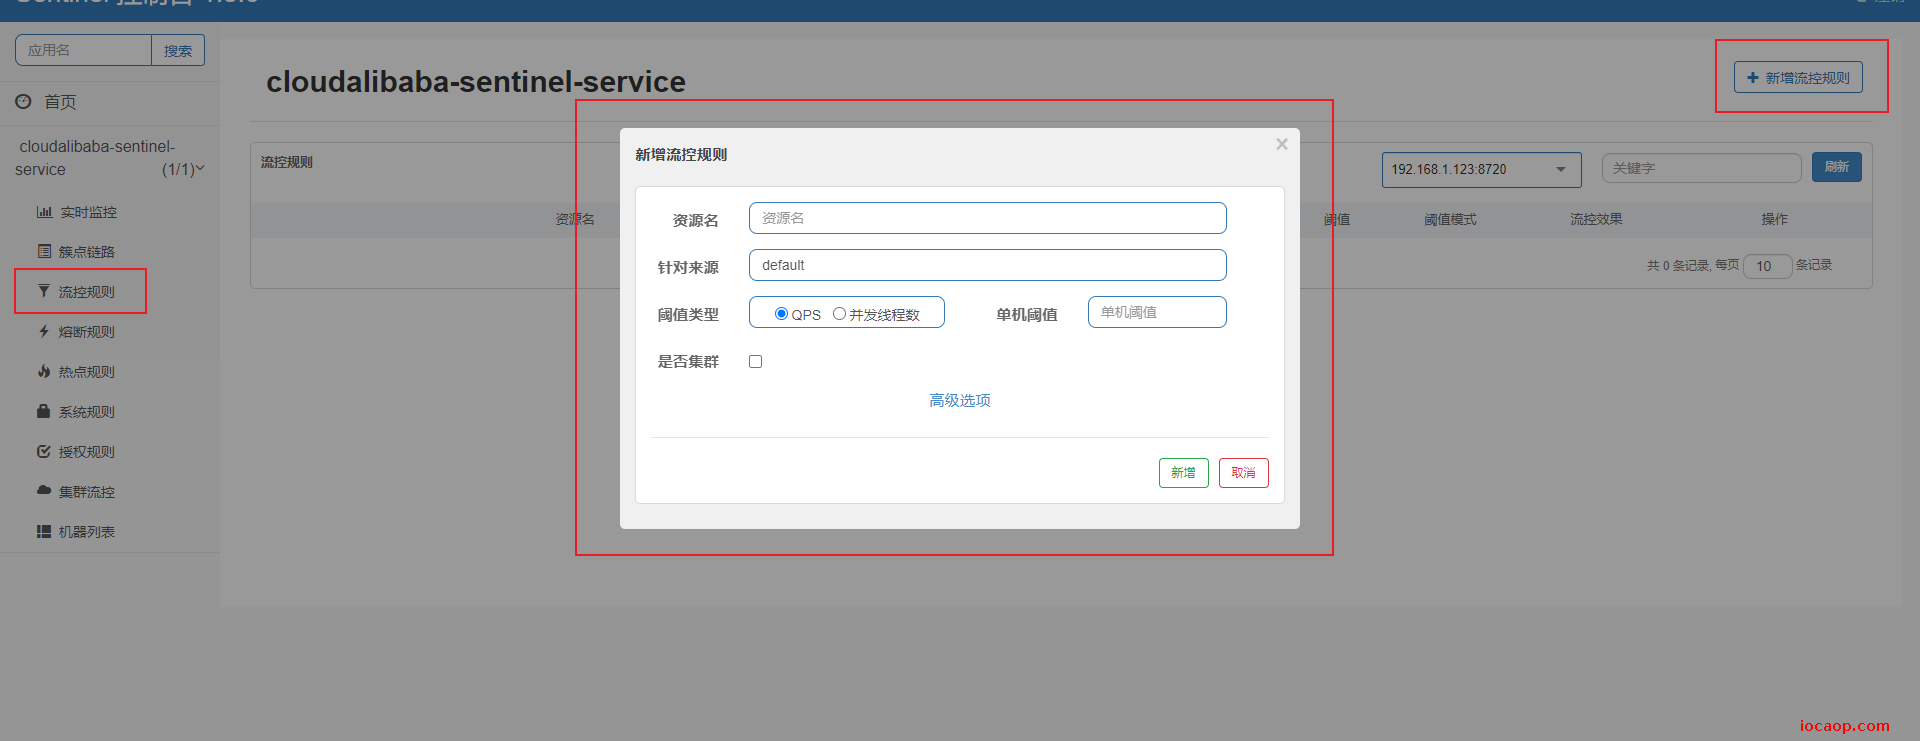 应用名
搜索
首页
cloudalibaba-sentinel-
service
(1/1)
实时监控
簇点链路
流控规则
熔断规则
热点规则
系统规则
授权规则
集群流控
机器列表
cloudalibaba-sentinel-service
新增流控规则
流控规则
192.168.1.123:8720
关键字
刷新
资源名
阈值
阈值模式
流控效果
操作
共 0 条记录, 每页
10
条记录
新增流控规则
×
资源名
资源名
针对来源
default
阈值类型
QPS
并发线程数
单机阈值
单机阈值
是否集群
高级选项
新增
取消
iocaop.com